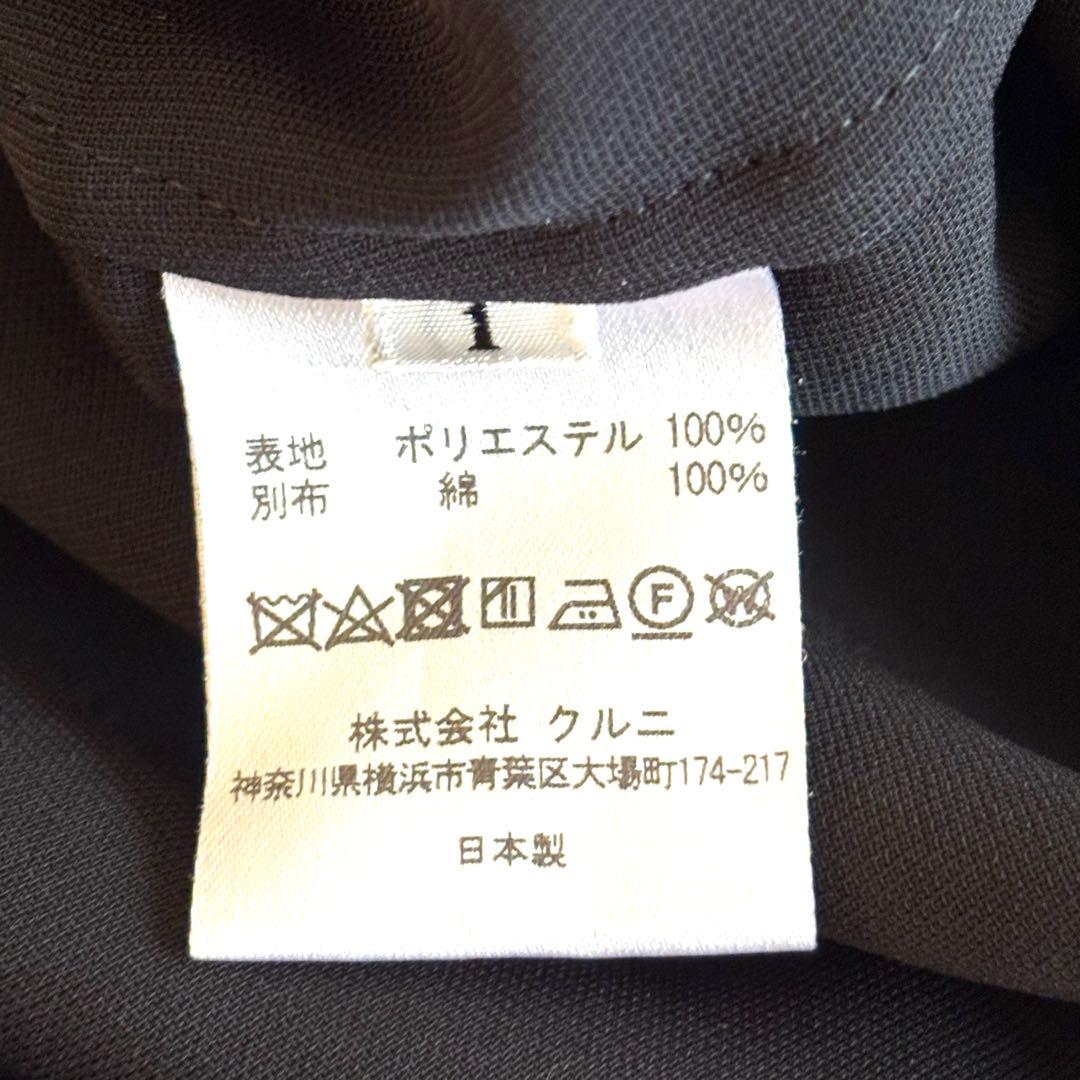 1
表地 ポリエステル 100%
別布 綿 100%
F W
株式会社 クルニ
神奈川県横浜市青葉区大場町174-217
日本製